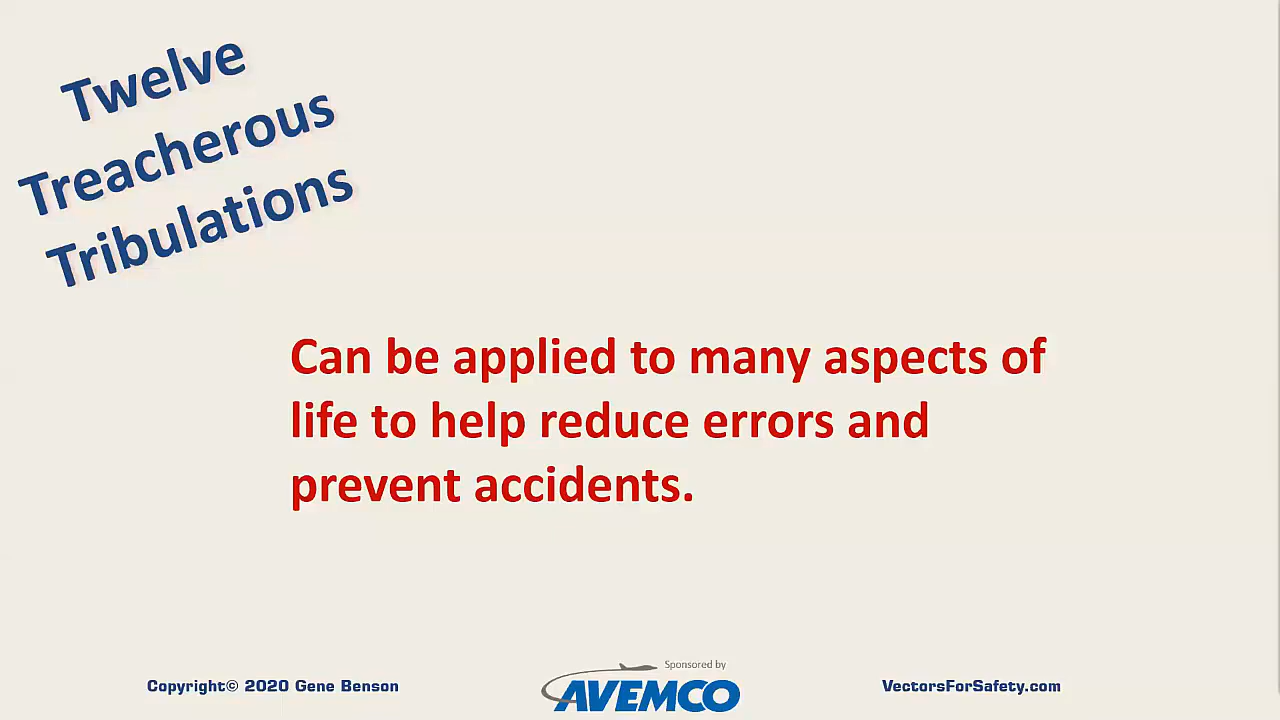 Twelve
Treacherous
Tribulations
Can be applied to many aspects of
life to help reduce errors and
prevent accidents.
Sponsored by
Copyright© 2020 Gene Benson
AVEMCO
VectorsForSafety.com